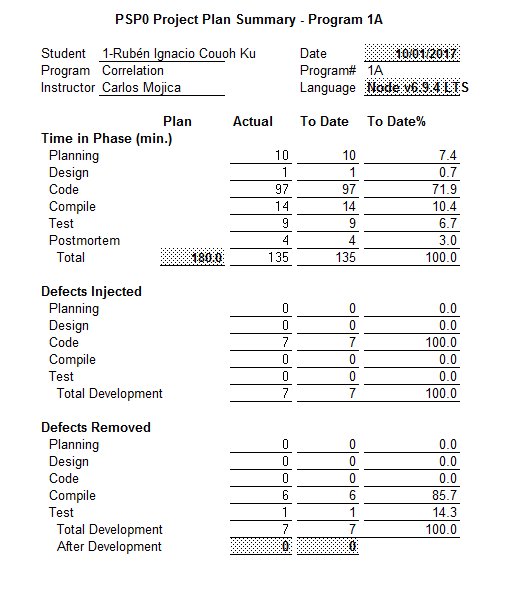 PSP0 Project Plan Summary - Program 1A
Student 1-Rubén Ignacio Couoh Ku Date 10/01/2017
Program Correlation Program# 1A
Instructor Carlos Mojica Language Node v6.9.4 LTS
Plan Actual To Date To Date%
Time in Phase (min.)
Planning 10 10 7.4
Design 1 1 0.7
Code 97 97 71.9
Compile 14 14 10.4
Test 9 9 6.7
Postmortem 4 4 3.0
Total 180.0 135 135 100.0
Defects Injected
Planning 0 0 0.0
Design 0 0 0.0
Code 7 7 100.0
Compile 0 0 0.0
Test 0 0 0.0
Total Development 7 7 100.0
Defects Removed
Planning 0 0 0.0
Design 0 0 0.0
Code 0 0 0.0
Compile 6 6 85.7
Test 1 1 14.3
Total Development 7 7 100.0
After Development 0 0